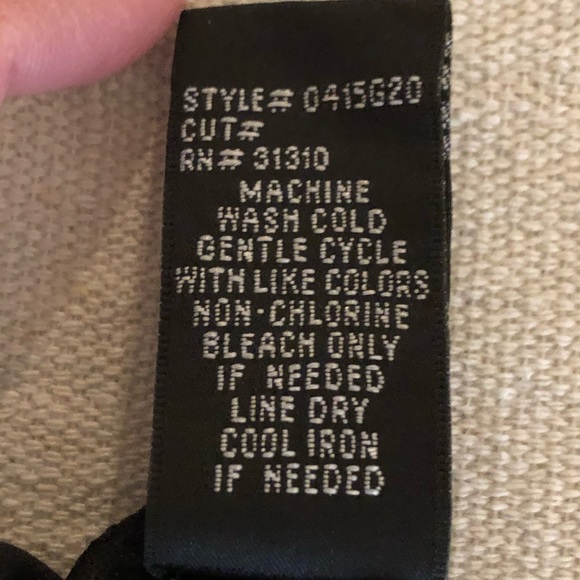 STYLE# 0415G20
CUT#
RN# 31310
MACHINE
WASH COLD
GENTLE CYCLE
WITH LIKE COLORS
NON-CHLORINE
BLEACH ONLY
IF NEEDED
LINE DRY
COOL IRON
IF NEEDED